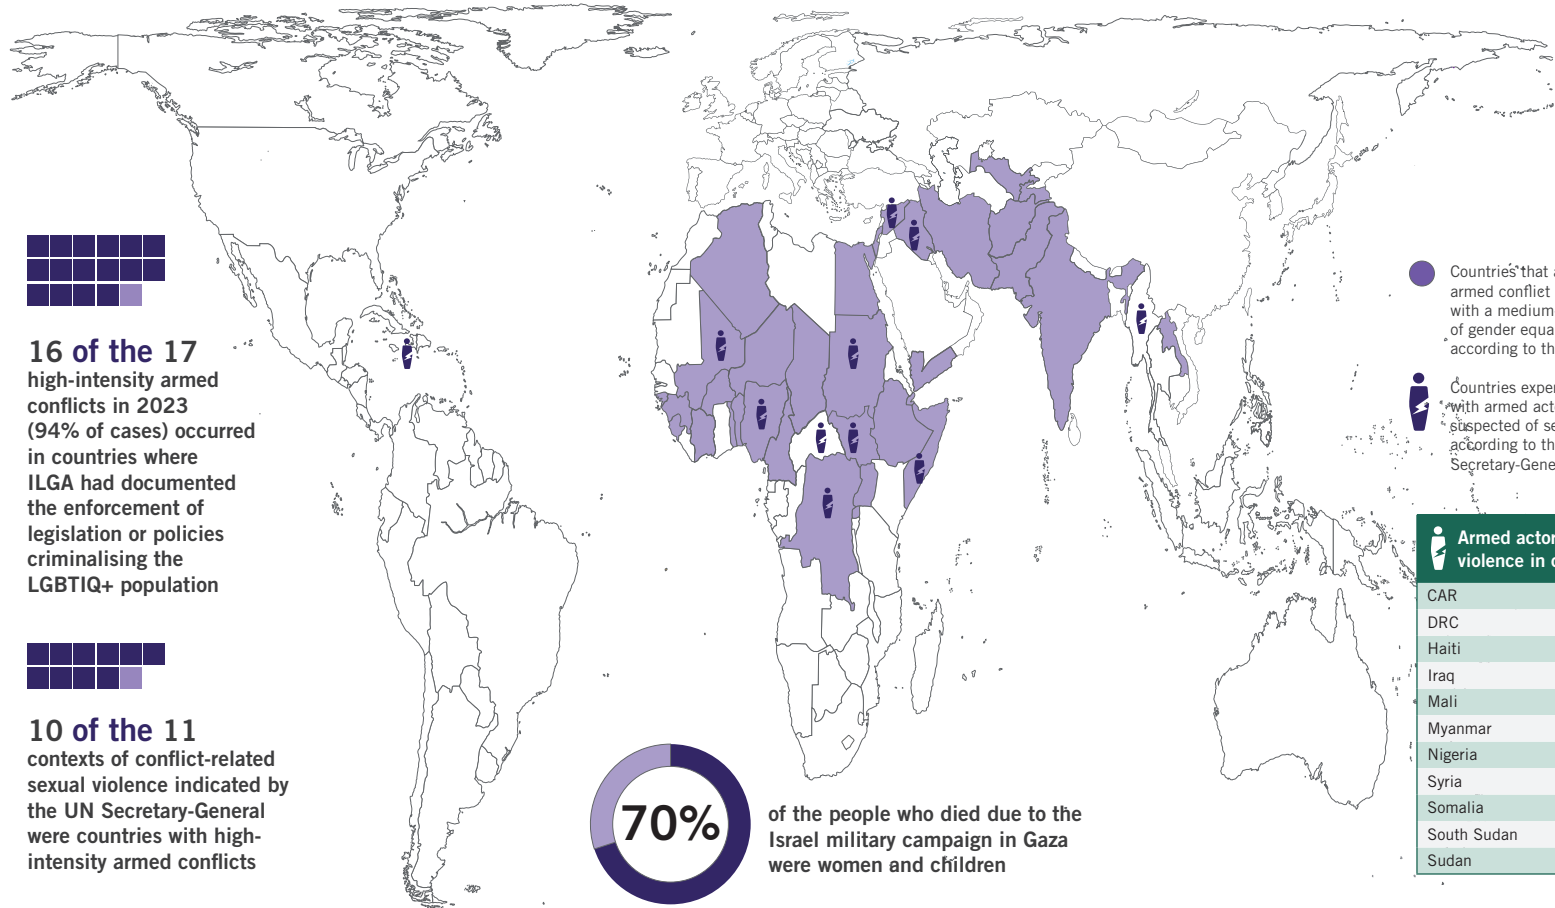 16 of the 17
high-intensity armed
conflicts in 2023
(94% of cases) occurred
in countries where
ILGA had documented
the enforcement of
legislation or policies
criminalising the
LGBTIQ+ population
10 of the 11
contexts of conflict-related
sexual violence indicated by
the UN Secretary-General
were countries with high-
intensity armed conflicts
70%
of the people who died due to the
Israel military campaign in Gaza
were women and children
Countries that a
armed conflict
with a medium
of gender equa
according to th
Countries exper
with armed act
suspected of se
according to th
Secretary-Gene
Armed actor
violence in c
CAR
DRC
Haiti
Iraq
Mali
Myanmar
Nigeria
Syria
Somalia
South Sudan
Sudan